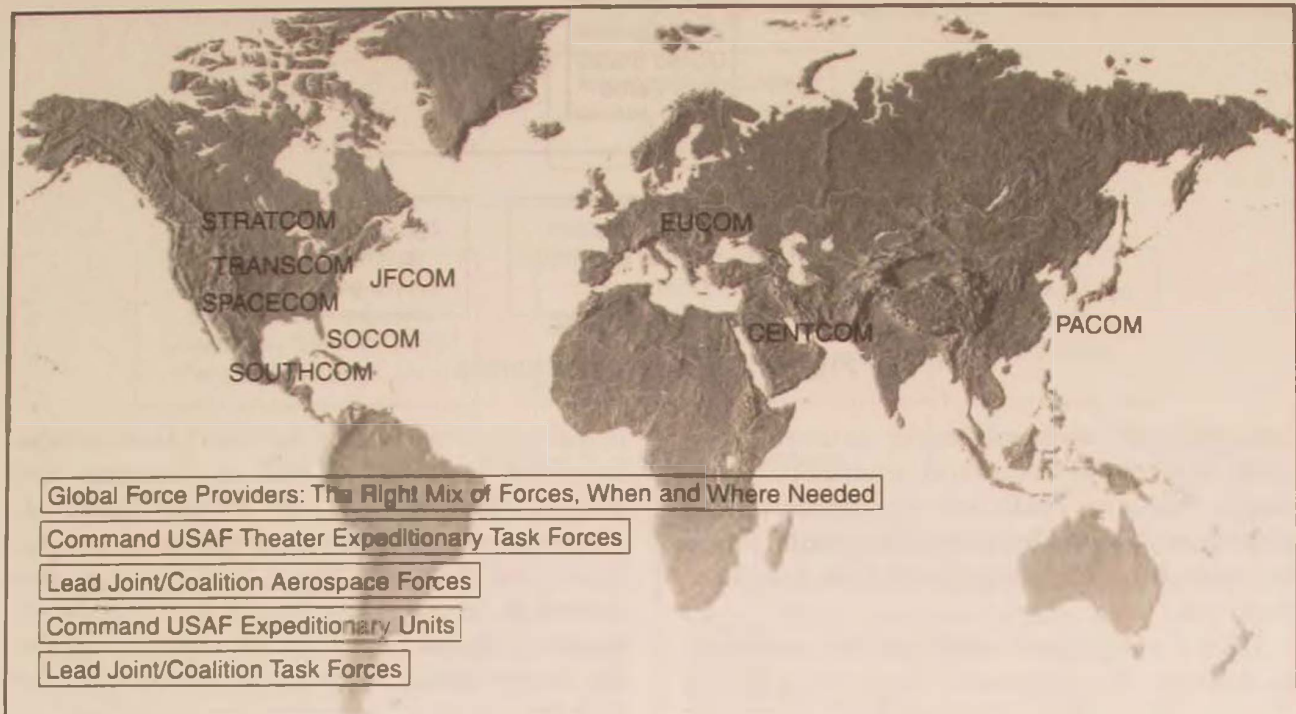 STRATCOM
EUCOM
TRANSCOM
JFCOM
SPACECOM
SOCOM
CENTCOM
PACOM
SOUTHCOM
Global Force Providers: The Right Mix of Forces, When and Where Needed
Command USAF Theater Expeditionary Task Forces
Lead Joint/Coalition Aerospace Forces
Command USAF Expeditionary Units
Lead Joint/Coalition Task Forces